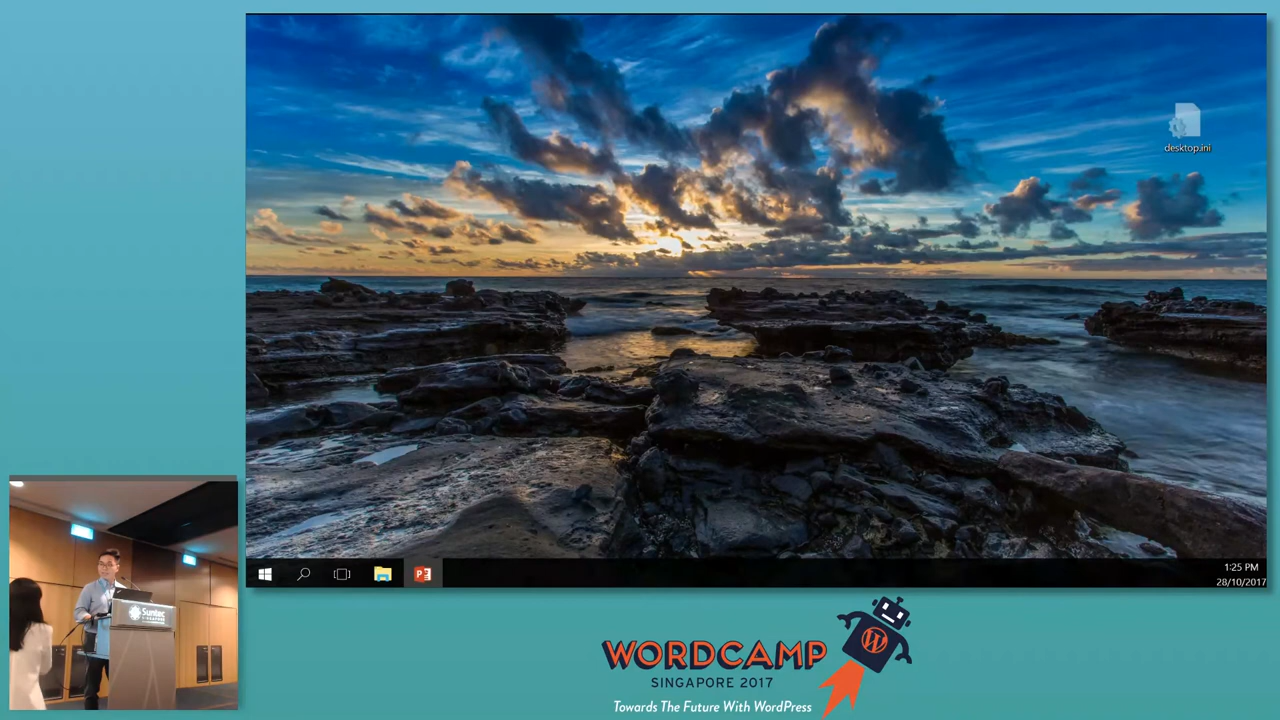 desktop.ini
1:25 PM
28/10/2017
Suntec
WORDCAMP
SINGAPORE 2017
Towards The Future With WordPress